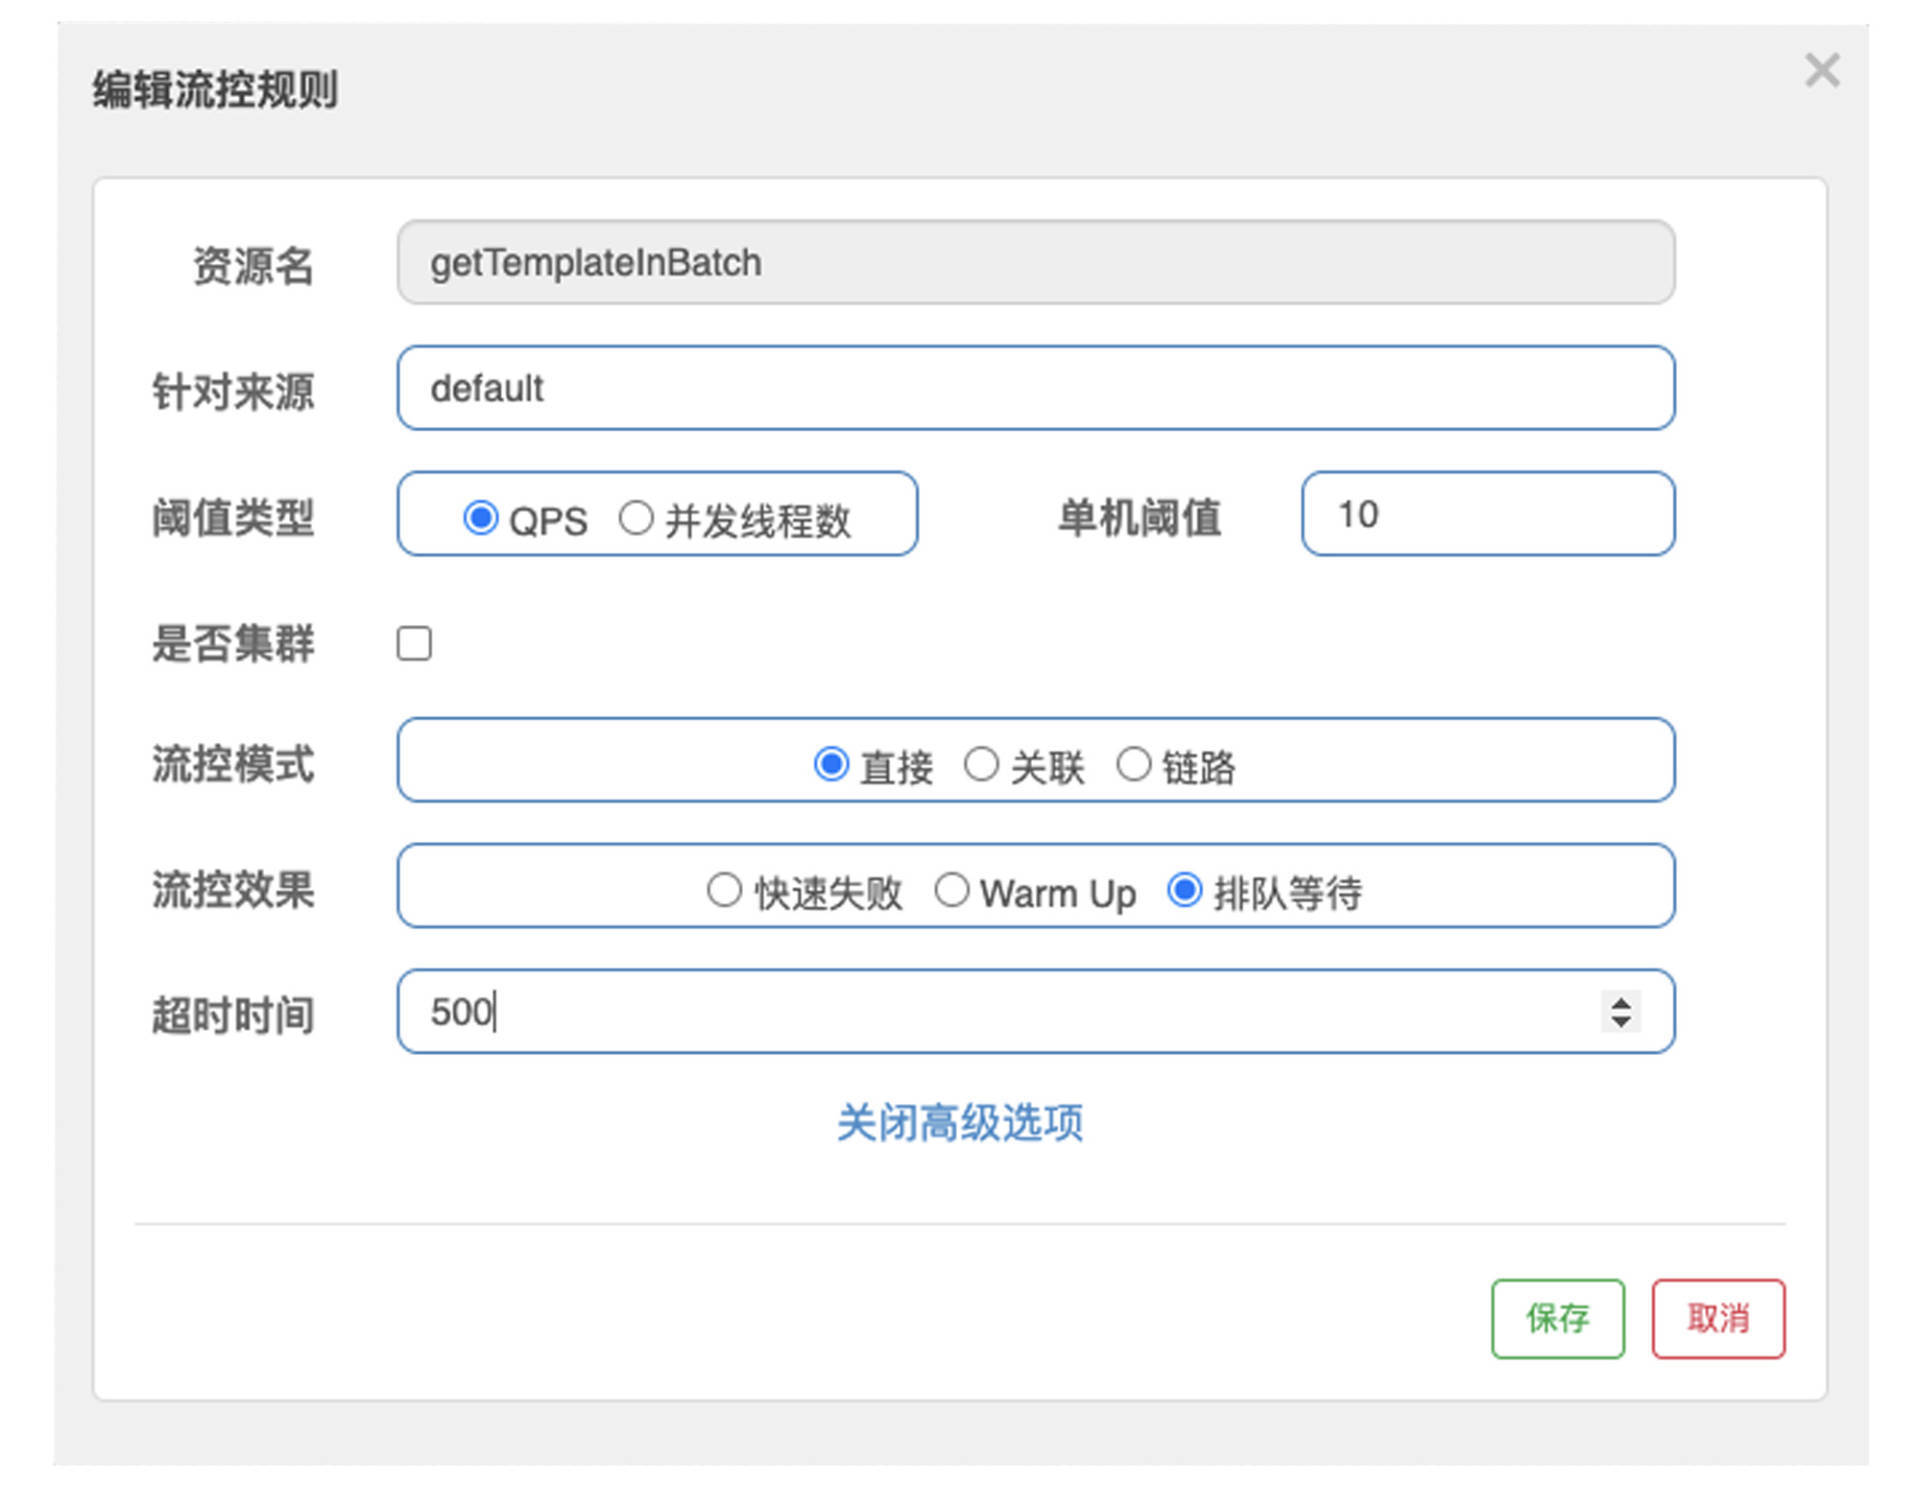 编辑流控规则
资源名 getTemplateInBatch
针对来源 default
阈值类型 QPS 并发线程数 单机阈值 10
是否集群
流控模式 直接 关联 链路
流控效果 快速失败 Warm Up 排队等待
超时时间 500
关闭高级选项
保存 取消